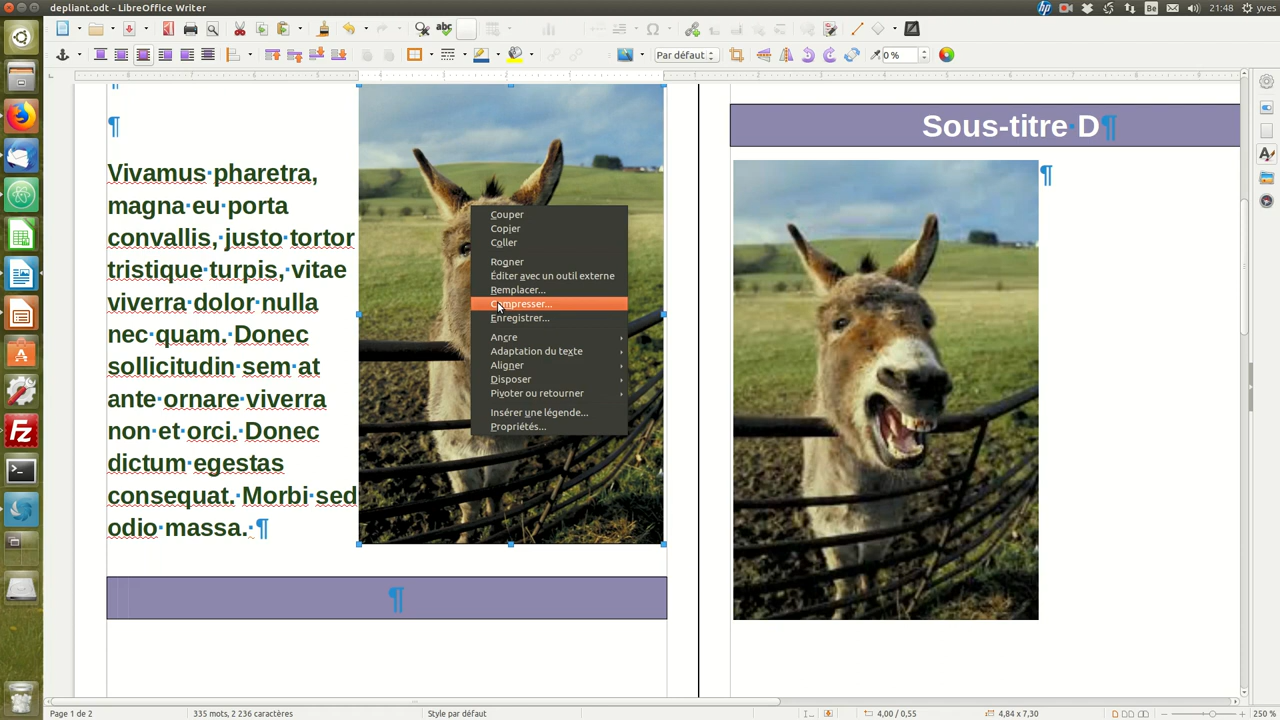 depliant.odt - LibreOffice Writer
Be
21:48
yves
Par défaut
0 %
¶
¶
Vivamus·pharetra,
magna·eu·porta
convallis,·justo·tortor
tristique·turpis,·vitae
viverra·dolor·nulla
nec·quam.·Donec
sollicitudin·sem·at
ante·ornare·viverra
non·et·orci.·Donec
dictum·egestas
consequat.·Morbi·sed
odio·massa.·¶
¶
Couper
Copier
Coller
Rogner
Éditer avec un outil externe
Remplacer...
Compresser...
Enregistrer...
Ancre
Adaptation du texte
Aligner
Disposer
Pivoter ou retourner
Insérer une légende...
Propriétés...
Sous-titre·D¶
¶
Page 1 de 2
335 mots, 2 236 caractères
Style par défaut
4,00 / 0,55
4,84 x 7,30
250 %